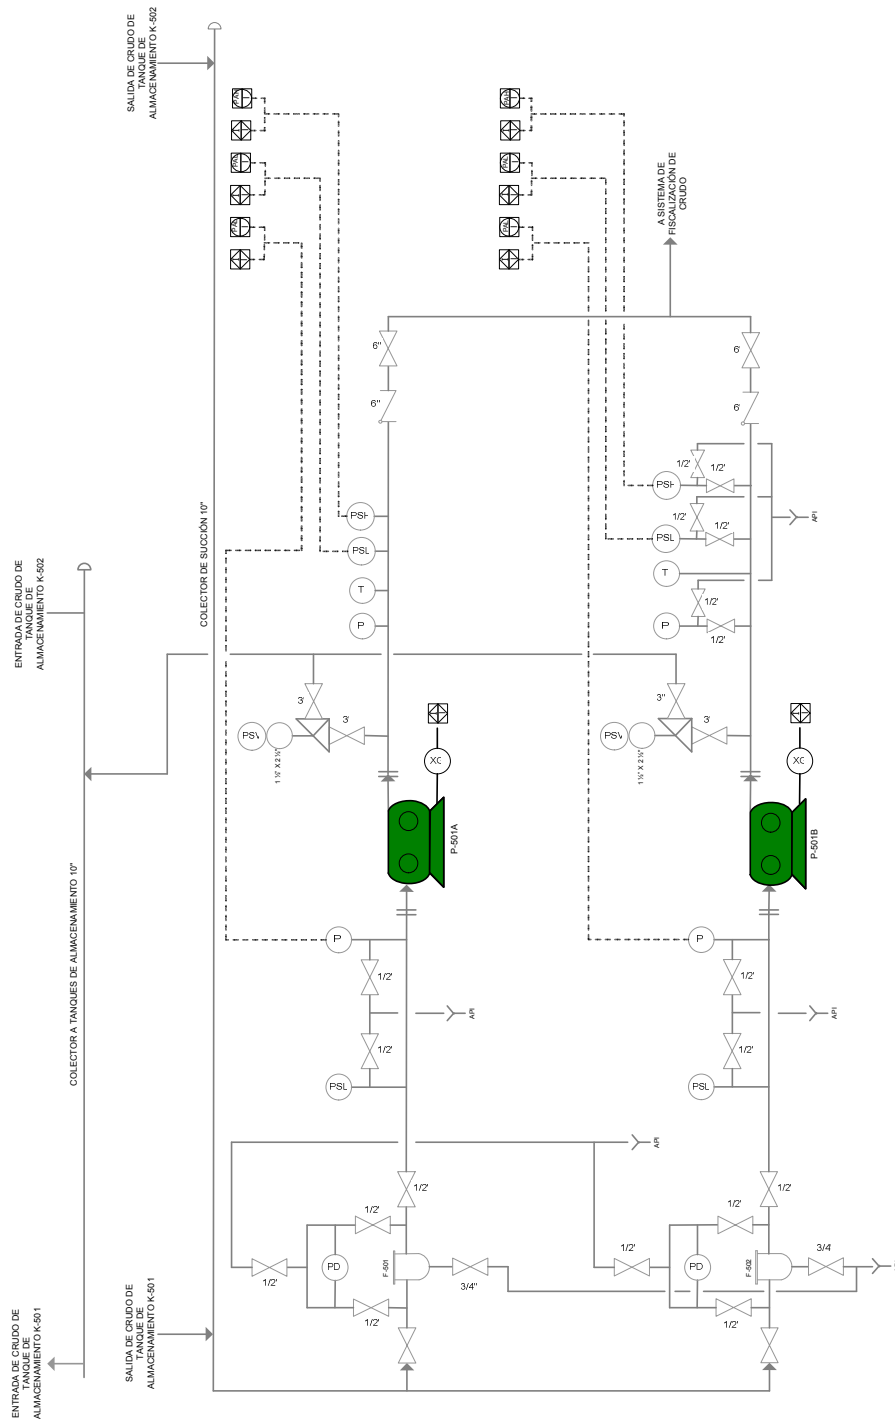 SALIDA DE CRUDO DE
TANQUE DE
ALMACENAMIENTO K-502
A SISTEMA DE
FISCALIZACIÓN DE
CRUDO
6"
6'
6"
6'
1/2'
1/2'
PSL
1/2'
1/2'
PSL
API
T
T
P
P
1/2'
1/2'
COLECTOR DE SUCCIÓN 10"
ENTRADA DE CRUDO DE
TANQUE DE
ALMACENAMIENTO K-502
3'
3'
1 ½" X 2 ½"
3"
3'
1 ½" X 2 ½"
P-501A
P-501B
COLECTOR A TANQUES DE ALMACENAMIENTO 10"
P
1/2'
API
1/2'
PSL
P
1/2'
API
1/2'
PSL
API
1/2'
1/2'
1/2'
PD
F-501
3/4"
1/2'
1/2'
1/2'
1/2'
PD
F-502
3/4'
1/2'
SALIDA DE CRUDO DE
TANQUE DE
ALMACENAMIENTO K-501
ENTRADA DE CRUDO DE
TANQUE DE
ALMACENAMIENTO K-501